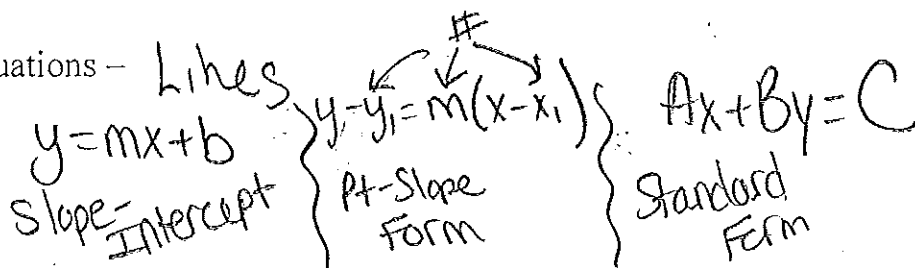 uations – Lines
#
y=mx+b
y-y₁=m(x-x₁)
Ax+By=C
Slope-Intercept
Pt-Slope Form
Standard Form